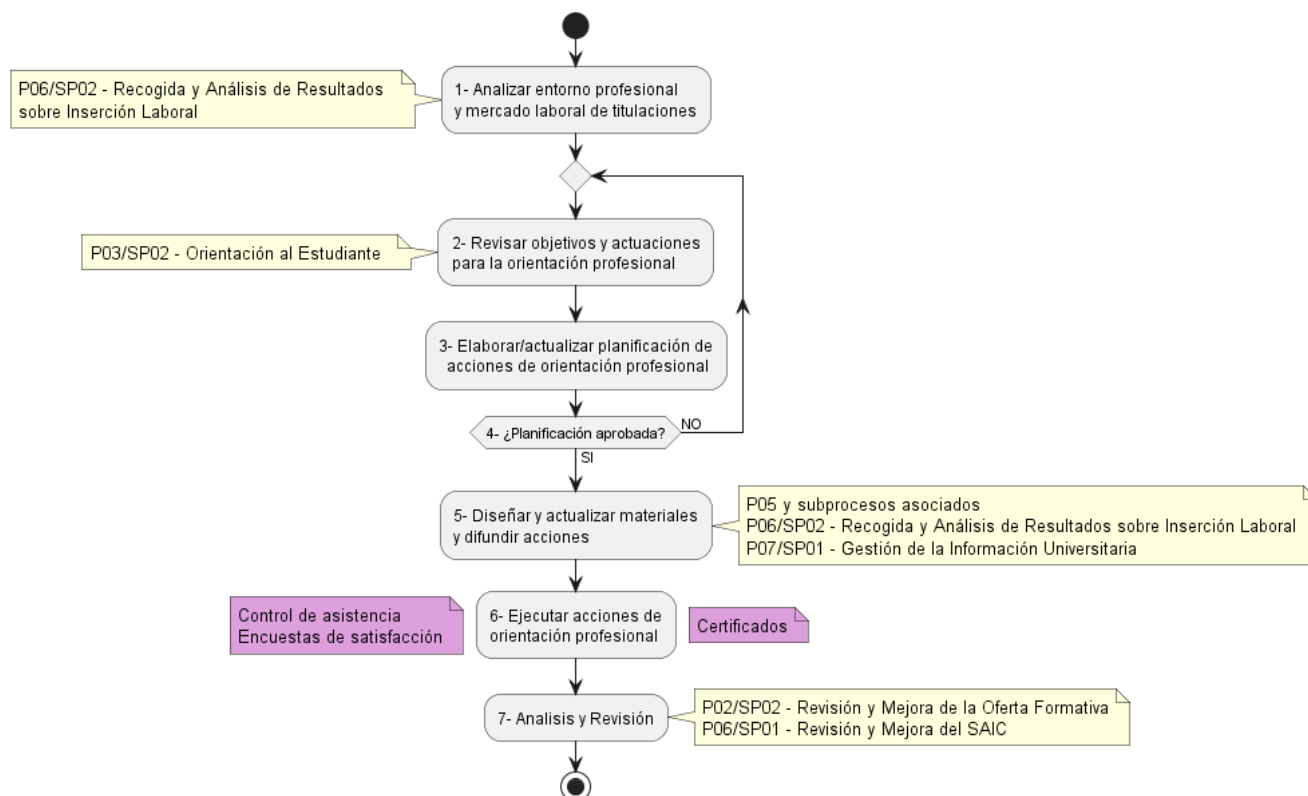 P06/SP02 - Recogida y Análisis de Resultados
sobre Inserción Laboral
1- Analizar entorno profesional
y mercado laboral de titulaciones
P03/SP02 - Orientación al Estudiante
2- Revisar objetivos y actuaciones
para la orientación profesional
3- Elaborar/actualizar planificación de
acciones de orientación profesional
4- ¿Planificación aprobada?
NO
SI
5- Diseñar y actualizar materiales
y difundir acciones
P05 y subprocesos asociados
P06/SP02 - Recogida y Análisis de Resultados sobre Inserción Laboral
P07/SP01 - Gestión de la Información Universitaria
Control de asistencia
Encuestas de satisfacción
6- Ejecutar acciones de
orientación profesional
Certificados
7- Analisis y Revisión
P02/SP02 - Revisión y Mejora de la Oferta Formativa
P06/SP01 - Revisión y Mejora del SAIC